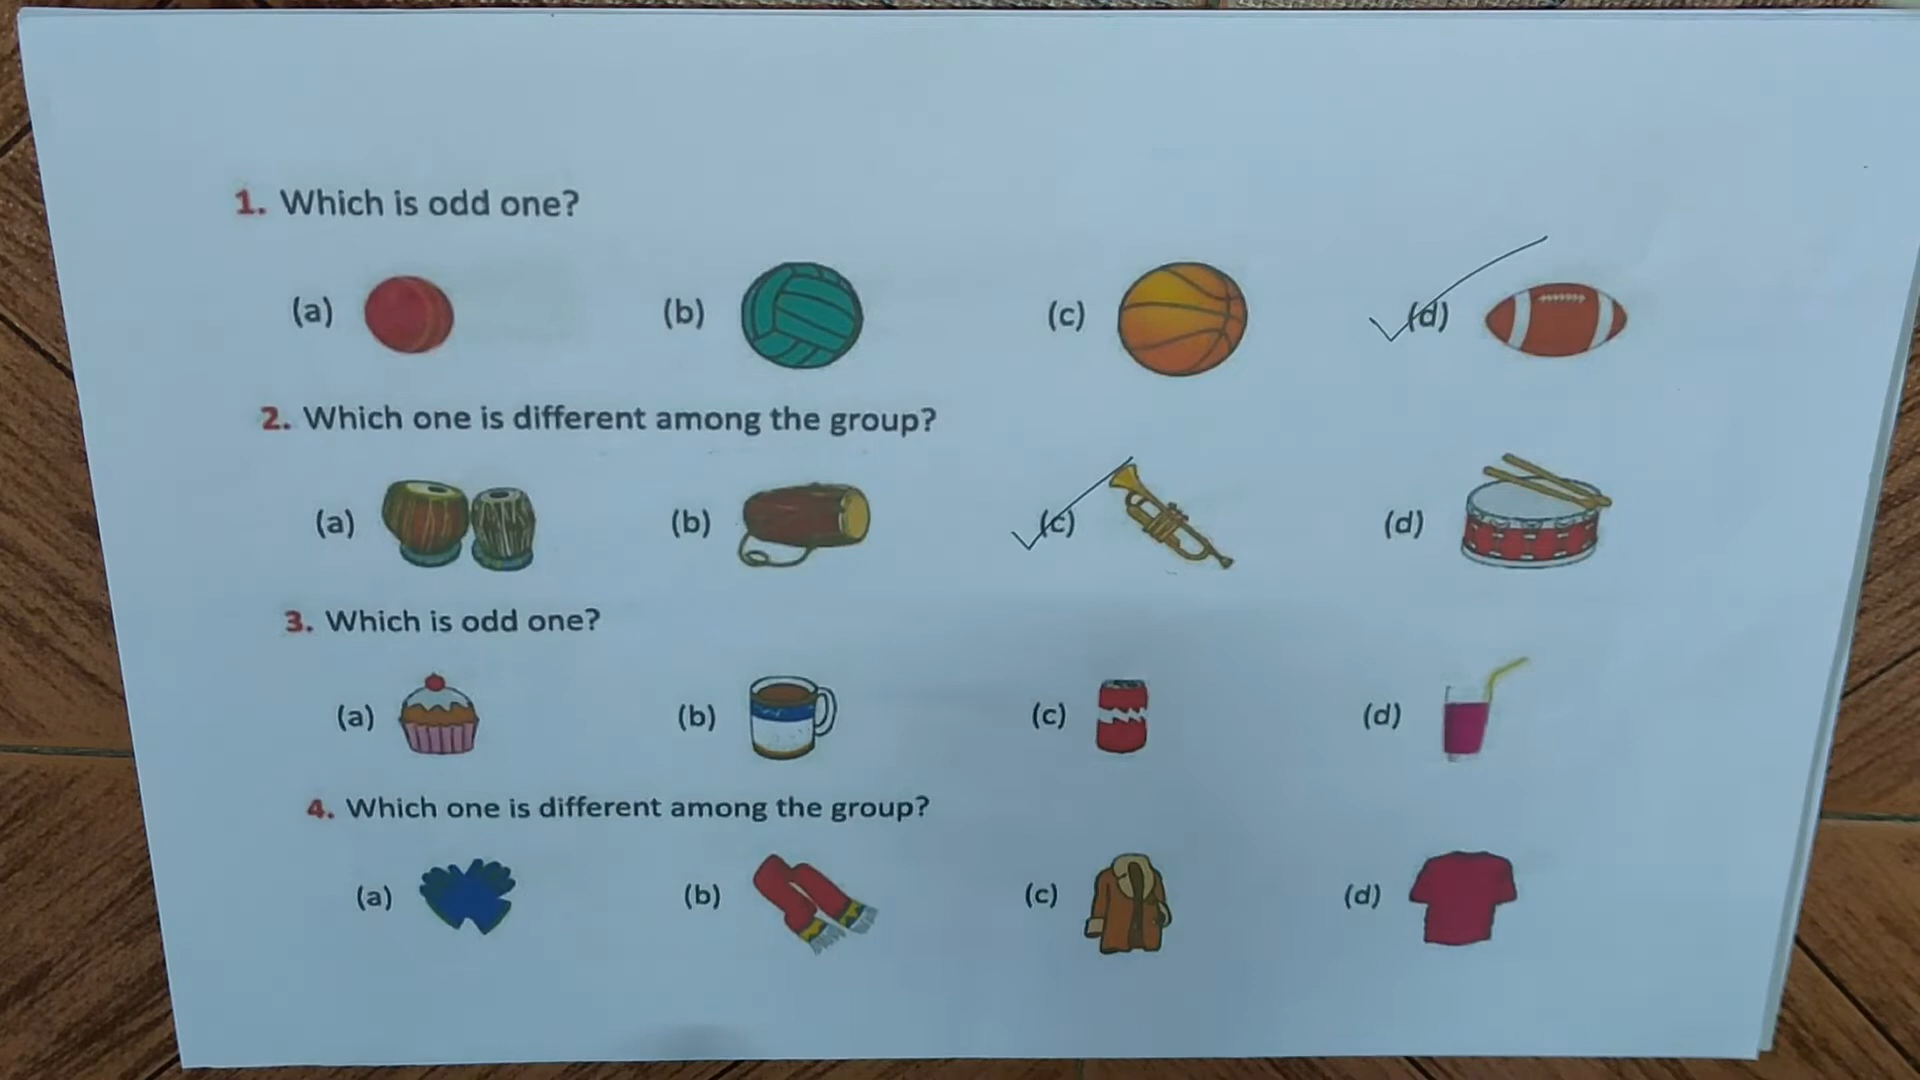 1. Which is odd one?
(a) (b) (c) (d)
2. Which one is different among the group?
(a) (b) (c) (d)
3. Which is odd one?
(a) (b) (c) (d)
4. Which one is different among the group?
(a) (b) (c) (d)